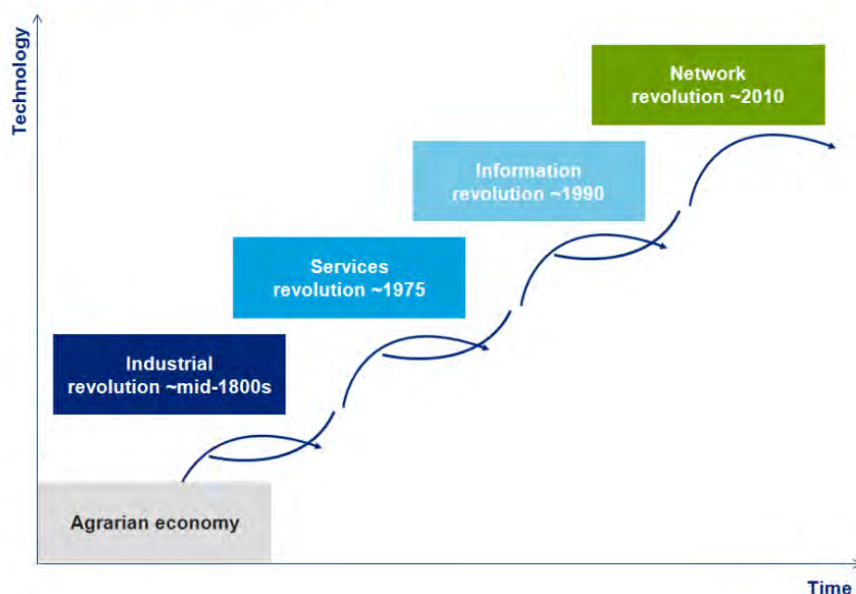 Technology
Network
revolution ~2010
Information
revolution ~1990
Services
revolution ~1975
Industrial
revolution ~mid-1800s
Agrarian economy
Time